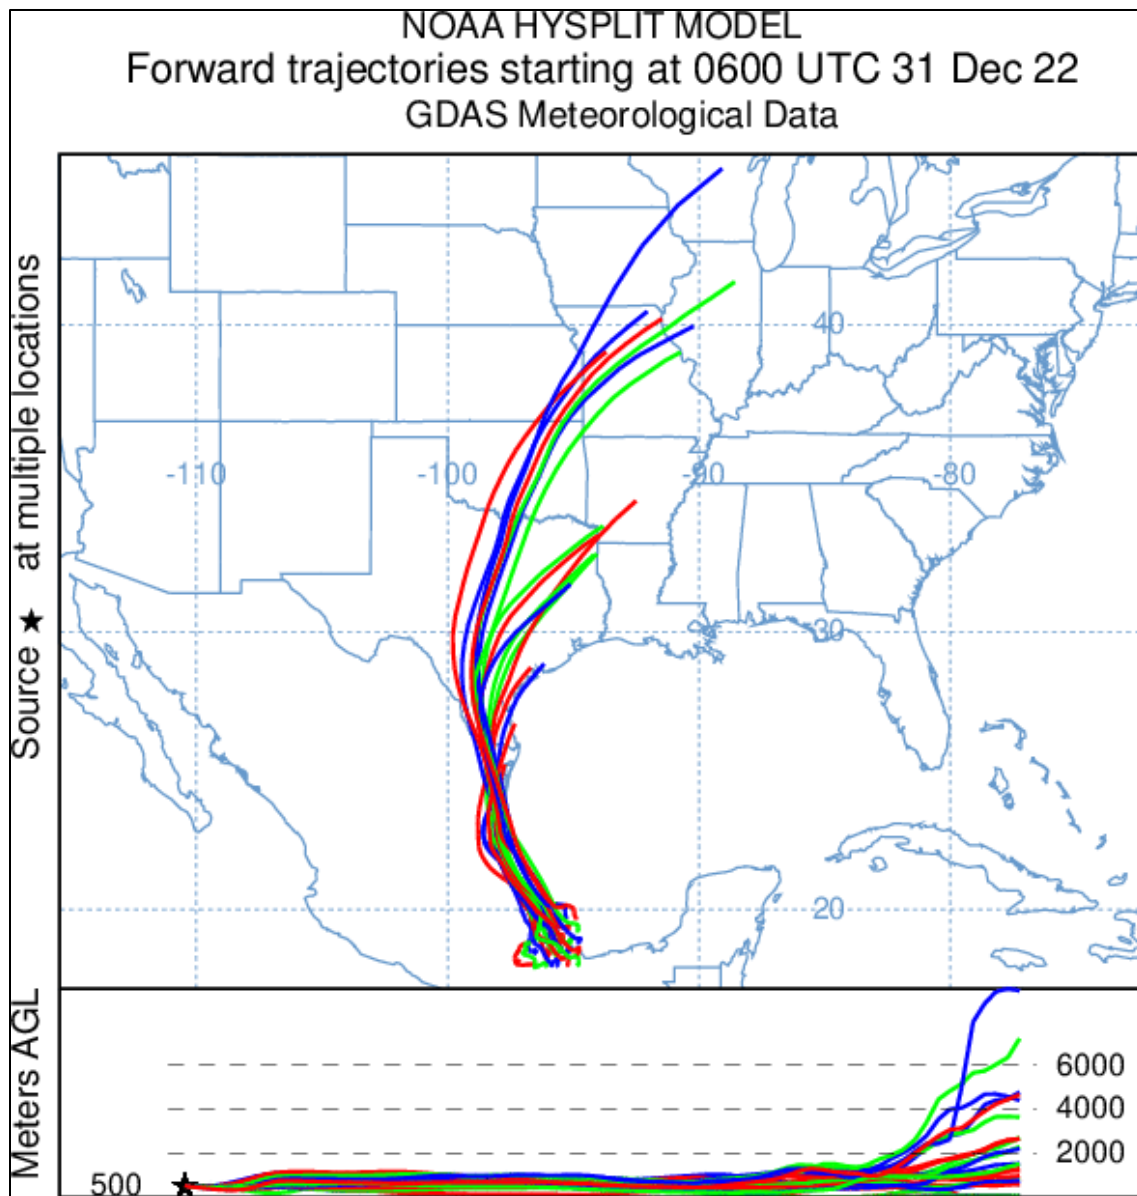 NOAA HYSPLIT MODEL
Forward trajectories starting at 0600 UTC 31 Dec 22
GDAS Meteorological Data
Source ★ at multiple locations
40
-110
-100
-90
-80
30
20
Meters AGL
6000
4000
2000
500 ★